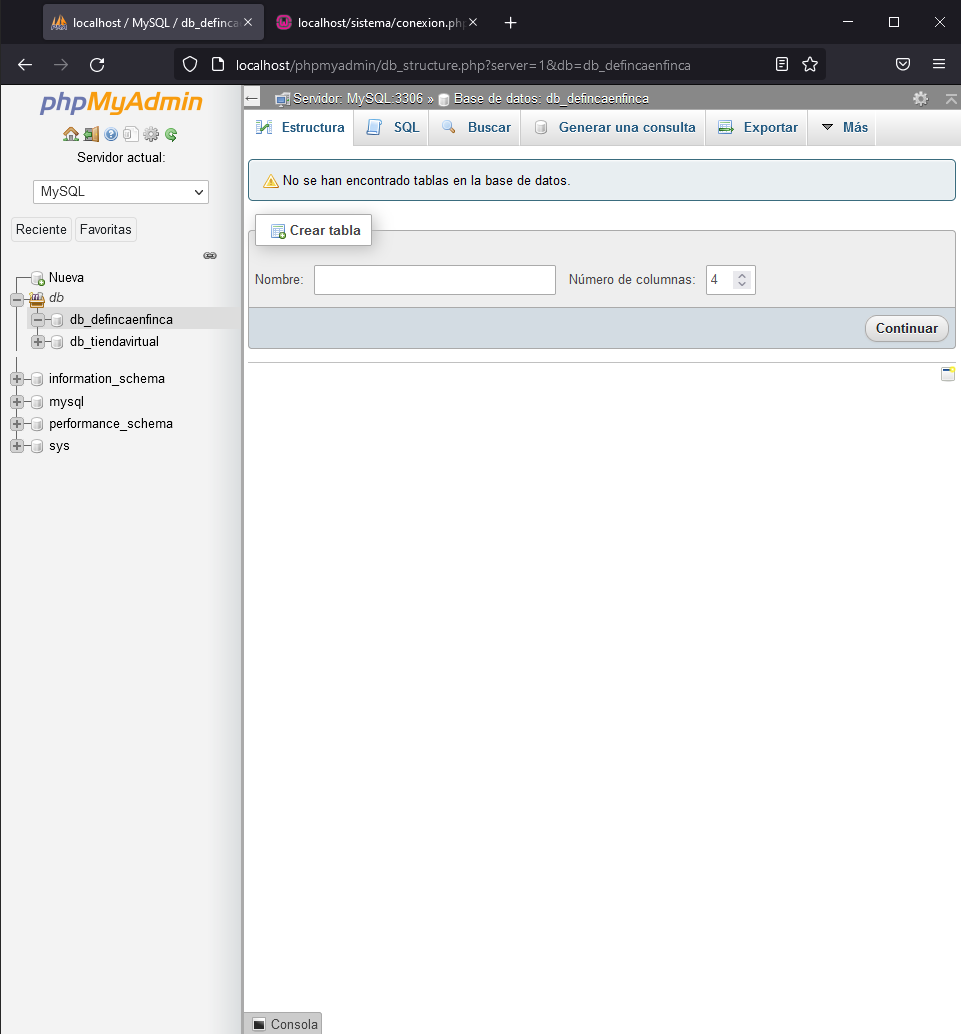 localhost / MySQL / db_definca
localhost/sistema/conexion.php
localhost/phpmyadmin/db_structure.php?server=1&db=db_defincaenfinca
phpMyAdmin
Servidor actual:
MySQL
Reciente Favoritas
Nueva
db
db_defincaenfinca
db_tiendavirtual
information_schema
mysql
performance_schema
sys
Servidor: MySQL:3306 » Base de datos: db_defincaenfinca
Estructura SQL Buscar Generar una consulta Exportar Más
No se han encontrado tablas en la base de datos.
Crear tabla
Nombre: Número de columnas: 4
Continuar
Consola